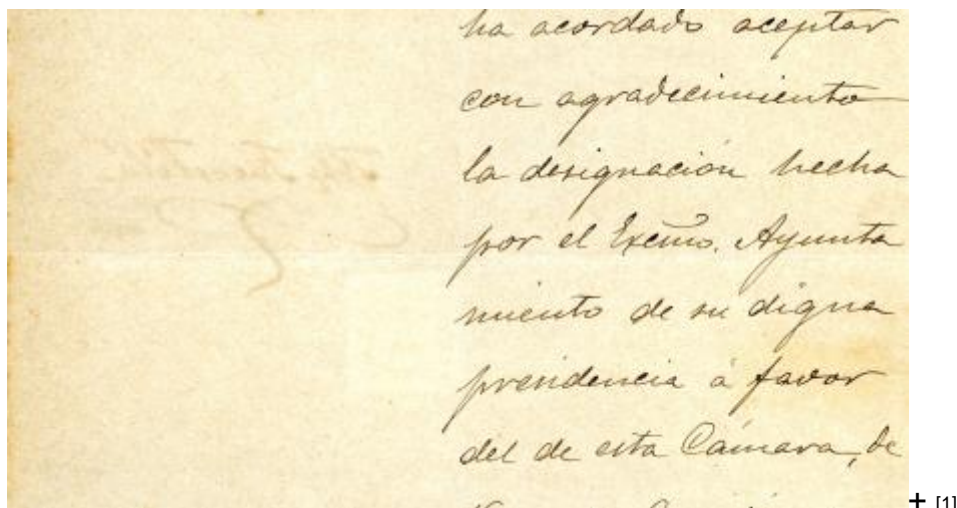 ha acordado aceptar
con agradecimiento
la designación hecha
por el Excmo. Ayunta
miento de su digna
presidencia á favor
del de esta Cámara, de
+ [1]